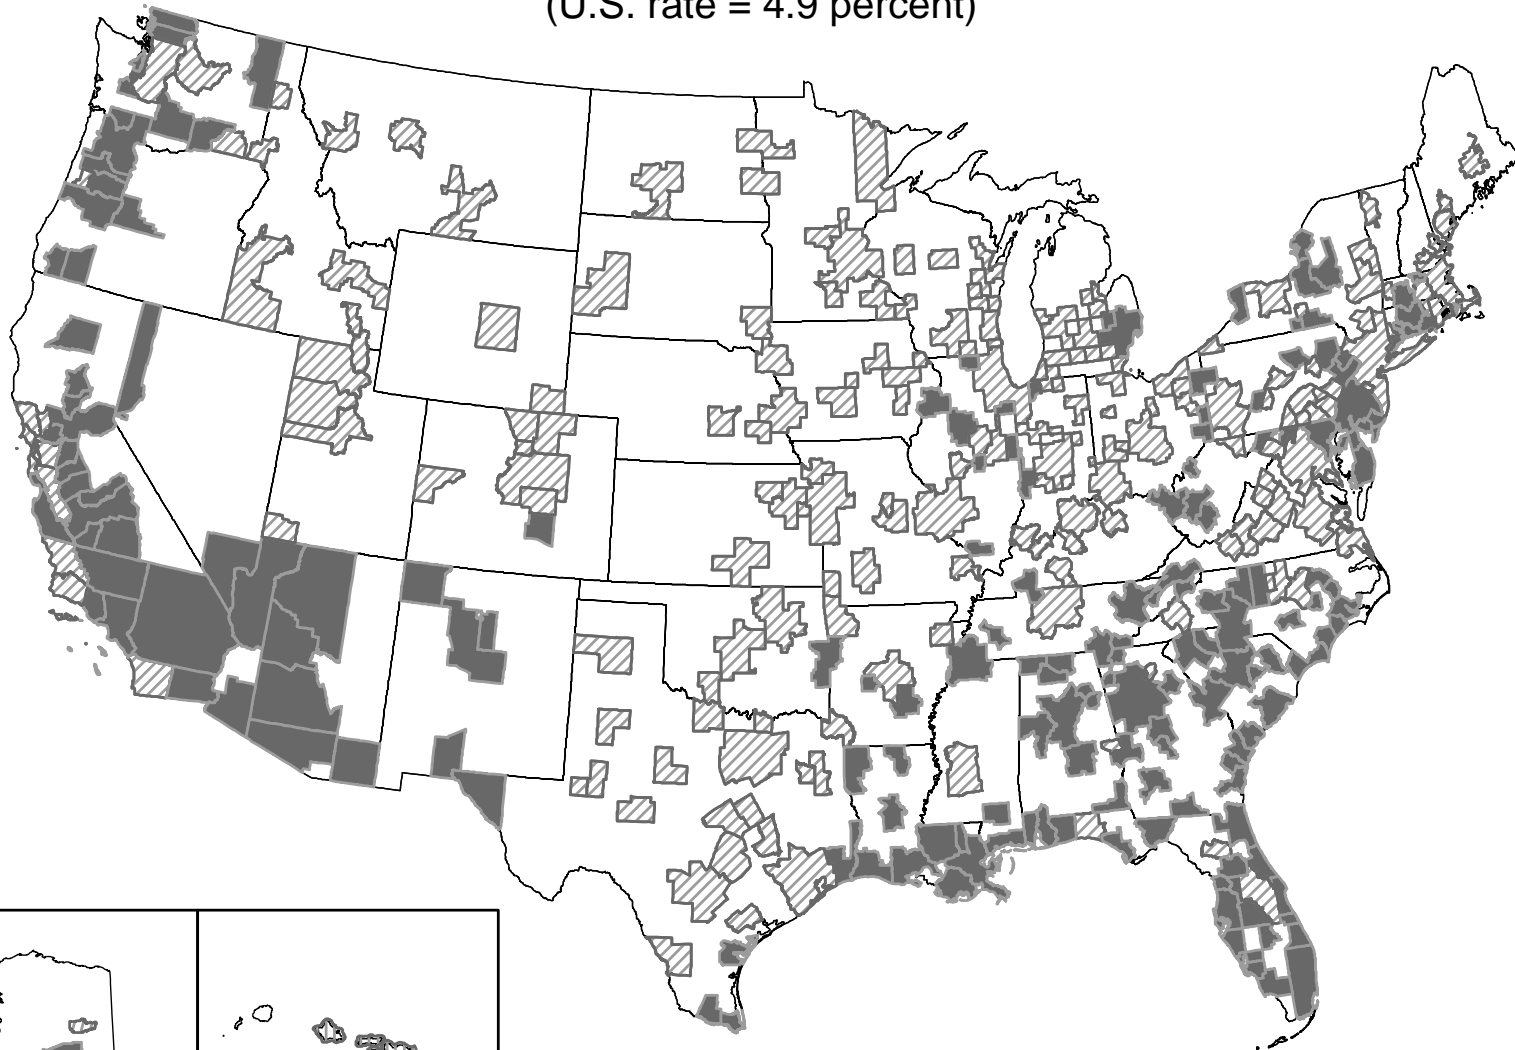 (U.S. rate = 4.9 percent)